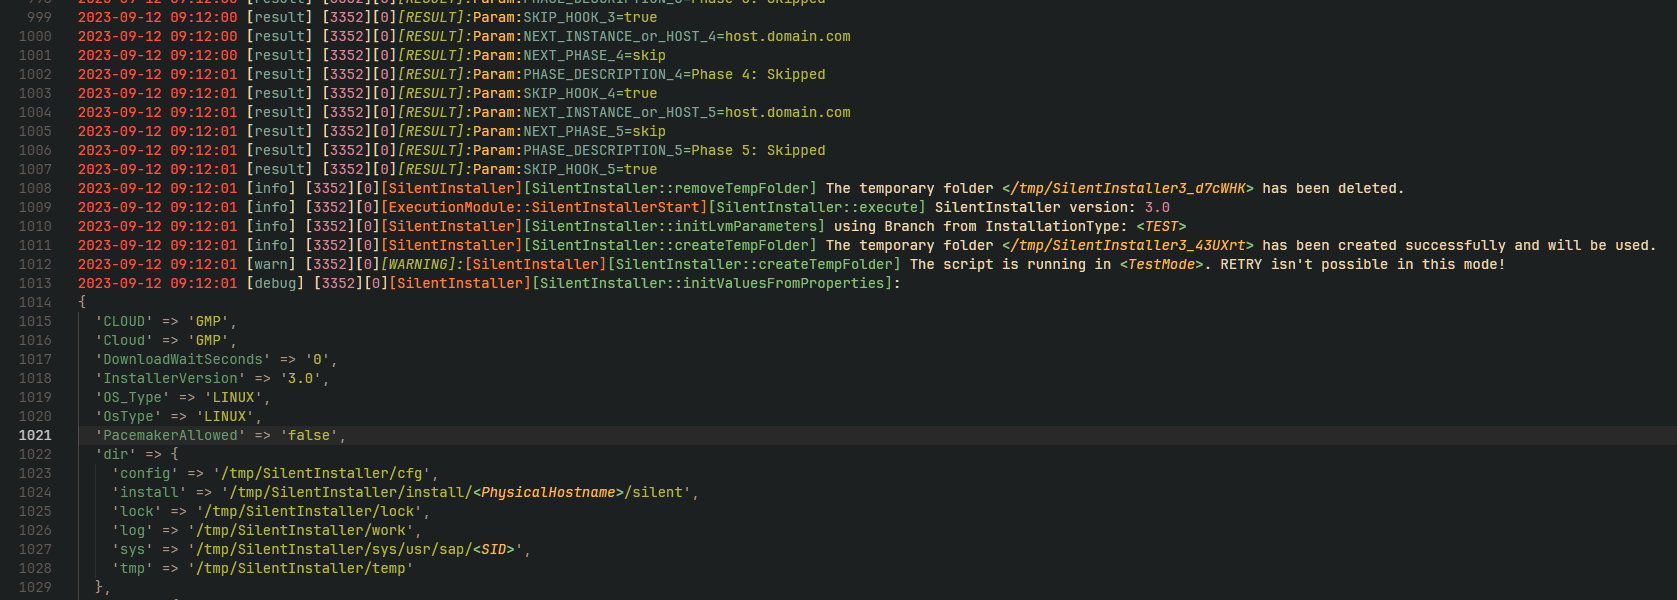 998 2023-09-12 09:12:00 [result] [3352][0][RESULT]:Param:PHASE_DESCRIPTION_3=Phase 3: Skipped
999 2023-09-12 09:12:00 [result] [3352][0][RESULT]:Param:SKIP_HOOK_3=true
1000 2023-09-12 09:12:00 [result] [3352][0][RESULT]:Param:NEXT_INSTANCE_or_HOST_4=host.domain.com
1001 2023-09-12 09:12:00 [result] [3352][0][RESULT]:Param:NEXT_PHASE_4=skip
1002 2023-09-12 09:12:01 [result] [3352][0][RESULT]:Param:PHASE_DESCRIPTION_4=Phase 4: Skipped
1003 2023-09-12 09:12:01 [result] [3352][0][RESULT]:Param:SKIP_HOOK_4=true
1004 2023-09-12 09:12:01 [result] [3352][0][RESULT]:Param:NEXT_INSTANCE_or_HOST_5=host.domain.com
1005 2023-09-12 09:12:01 [result] [3352][0][RESULT]:Param:NEXT_PHASE_5=skip
1006 2023-09-12 09:12:01 [result] [3352][0][RESULT]:Param:PHASE_DESCRIPTION_5=Phase 5: Skipped
1007 2023-09-12 09:12:01 [result] [3352][0][RESULT]:Param:SKIP_HOOK_5=true
1008 2023-09-12 09:12:01 [info] [3352][0][SilentInstaller][SilentInstaller::removeTempFolder] The temporary folder </tmp/SilentInstaller3_d7cWHK> has been deleted.
1009 2023-09-12 09:12:01 [info] [3352][0][ExecutionModule::SilentInstallerStart][SilentInstaller::execute] SilentInstaller version: 3.0
1010 2023-09-12 09:12:01 [info] [3352][0][SilentInstaller][SilentInstaller::initLvmParameters] using Branch from InstallationType: <TEST>
1011 2023-09-12 09:12:01 [info] [3352][0][SilentInstaller][SilentInstaller::createTempFolder] The temporary folder </tmp/SilentInstaller3_43UXrt> has been created successfully and will be used.
1012 2023-09-12 09:12:01 [warn] [3352][0][WARNING]:[SilentInstaller][SilentInstaller::createTempFolder] The script is running in <TestMode>. RETRY isn't possible in this mode!
1013 2023-09-12 09:12:01 [debug] [3352][0][SilentInstaller][SilentInstaller::initValuesFromProperties]:
1014 {
1015 'CLOUD' => 'GMP',
1016 'Cloud' => 'GMP',
1017 'DownloadWaitSeconds' => '0',
1018 'InstallerVersion' => '3.0',
1019 'OS_Type' => 'LINUX',
1020 'OsType' => 'LINUX',
1021 'PacemakerAllowed' => 'false',
1022 'dir' => {
1023 'config' => '/tmp/SilentInstaller/cfg',
1024 'install' => '/tmp/SilentInstaller/install/<PhysicalHostname>/silent',
1025 'lock' => '/tmp/SilentInstaller/lock',
1026 'log' => '/tmp/SilentInstaller/work',
1027 'sys' => '/tmp/SilentInstaller/sys/usr/sap/<SID>',
1028 'tmp' => '/tmp/SilentInstaller/temp'
1029 },